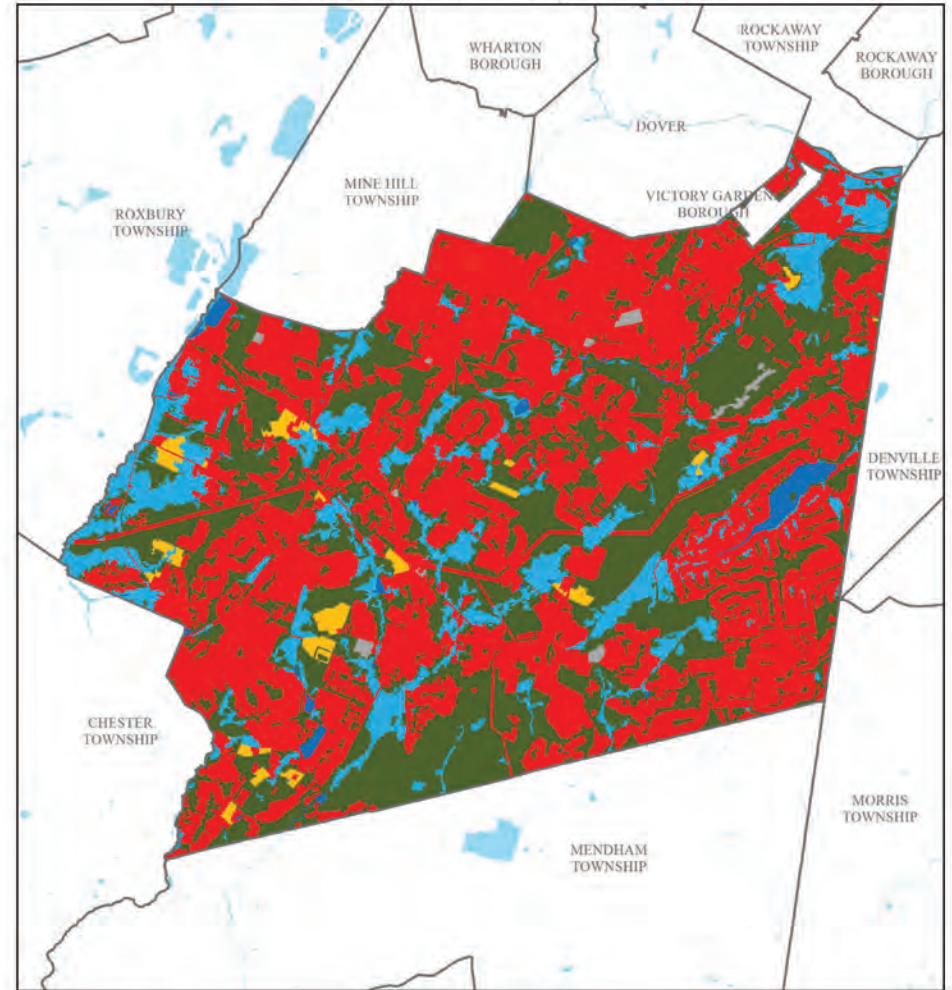 WHARTON
BOROUGH
ROCKAWAY
TOWNSHIP
ROCKAWAY
BOROUGH
DOVER
MINE HILL
TOWNSHIP
VICTORY GARDENS
BOROUGH
ROXBURY
TOWNSHIP
DENVILLE
TOWNSHIP
CHESTER
TOWNSHIP
MORRIS
TOWNSHIP
MENDHAM
TOWNSHIP